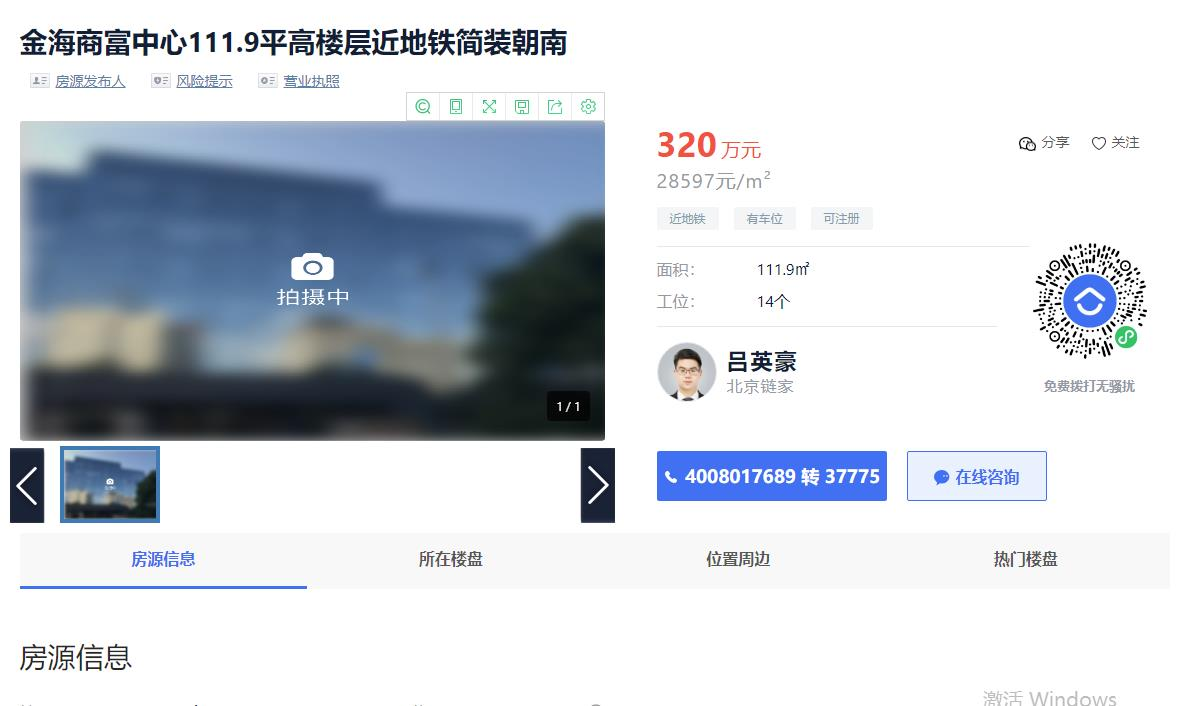 金海商富中心111.9平高楼层近地铁简装朝南
房源发布人 风险提示 营业执照
拍摄中
1/1
320万元
分享 关注
28597元/m²
近地铁 有车位 可注册
面积： 111.9㎡
工位： 14个
吕英豪
北京链家
免费拨打无骚扰
4008017689 转 37775
在线咨询
房源信息 所在楼盘 位置周边 热门楼盘
房源信息
激活 Windows